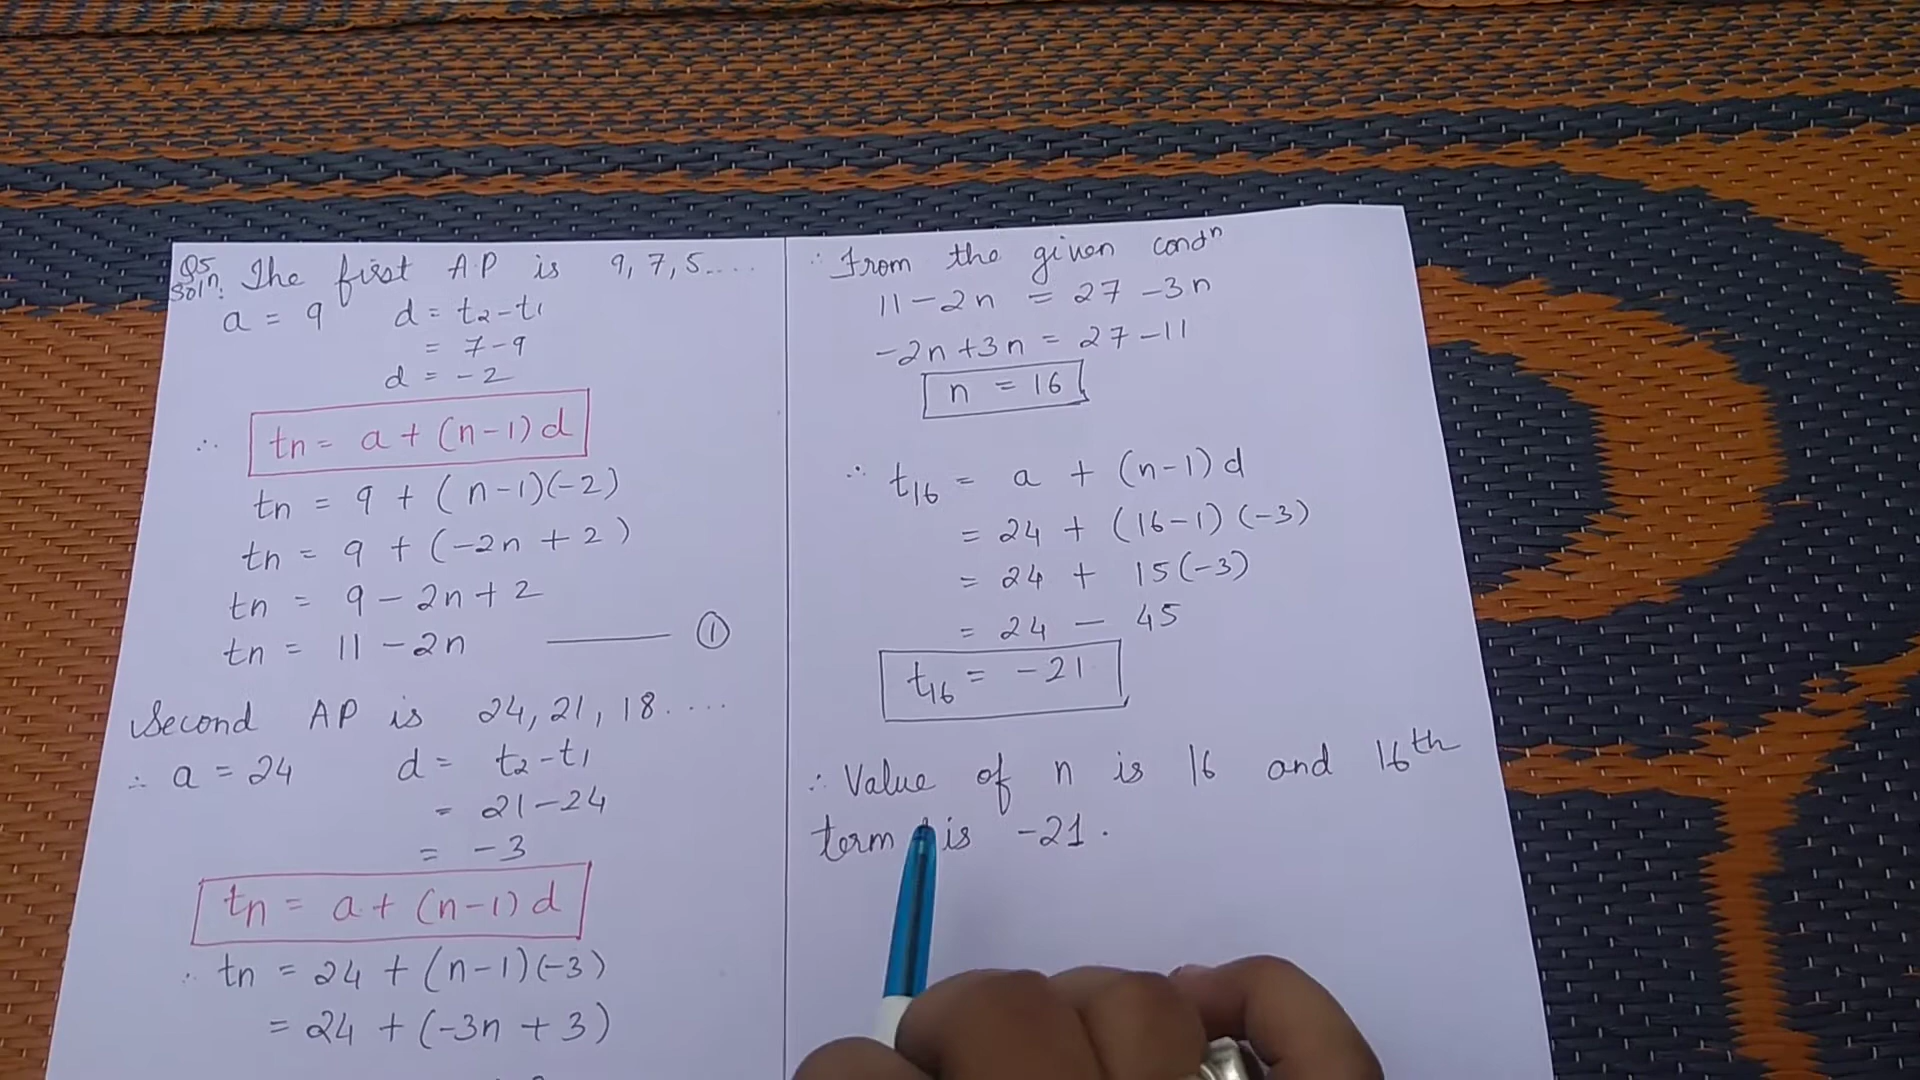 Q5
Soln: The first A.P is 9, 7, 5....
a = 9 d = t2-t1
= 7-9
d = -2
∴ tn = a + (n-1) d
tn = 9 + (n-1)(-2)
tn = 9 + (-2n + 2)
tn = 9 - 2n + 2
tn = 11 - 2n ——— ①
Second AP is 24, 21, 18....
∴ a = 24 d = t2-t1
= 21-24
= -3
tn = a + (n-1) d
∴ tn = 24 + (n-1)(-3)
= 24 + (-3n + 3)
∴ From the given condn
11 - 2n = 27 - 3n
-2n + 3n = 27 - 11
n = 16
∴ t16 = a + (n-1) d
= 24 + (16-1) (-3)
= 24 + 15(-3)
= 24 - 45
t16 = -21
∴ Value of n is 16 and 16th
term is -21.